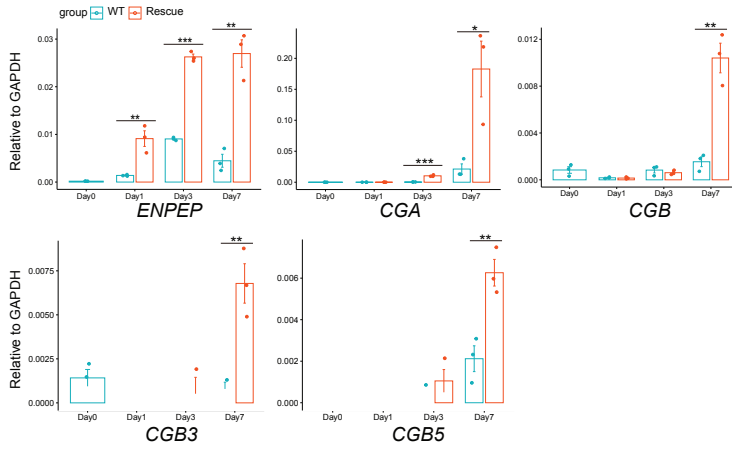 group WT Rescue
Relative to GAPDH
0.03
0.02
0.01
0.00
**
***
**
Day0 Day1 Day3 Day7
ENPEP
0.20
0.15
0.10
0.05
0.00
***
*
Day0 Day1 Day3 Day7
CGA
0.012
0.008
0.004
0.000
**
Day0 Day1 Day3 Day7
CGB
Relative to GAPDH
0.0075
0.0050
0.0025
0.0000
**
Day0 Day1 Day3 Day7
CGB3
0.006
0.004
0.002
0.000
**
Day0 Day1 Day3 Day7
CGB5